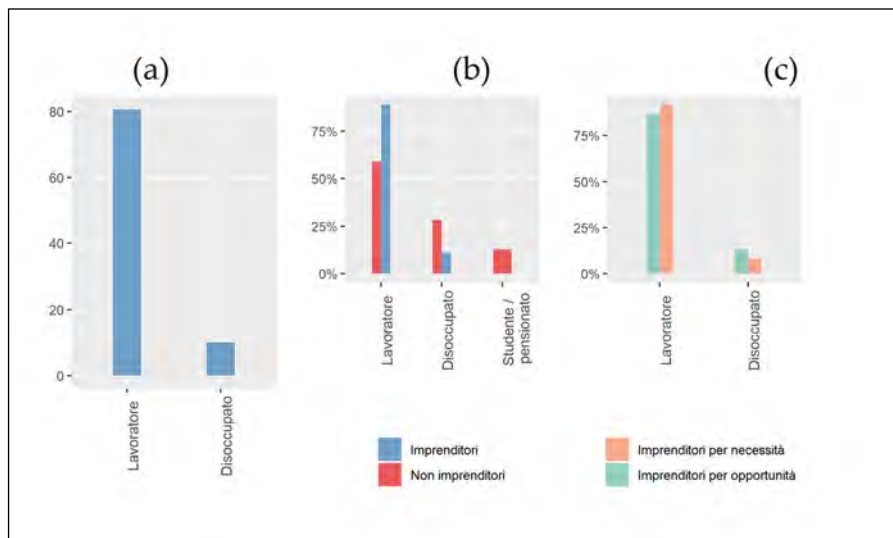 (a)
(b)
(c)
80
60
40
20
0
Lavoratore
Disoccupato
75%
50%
25%
0%
Lavoratore
Disoccupato
Studente /
pensionato
75%
50%
25%
0%
Lavoratore
Disoccupato
Imprenditori
Non imprenditori
Imprenditori per necessità
Imprenditori per opportunità